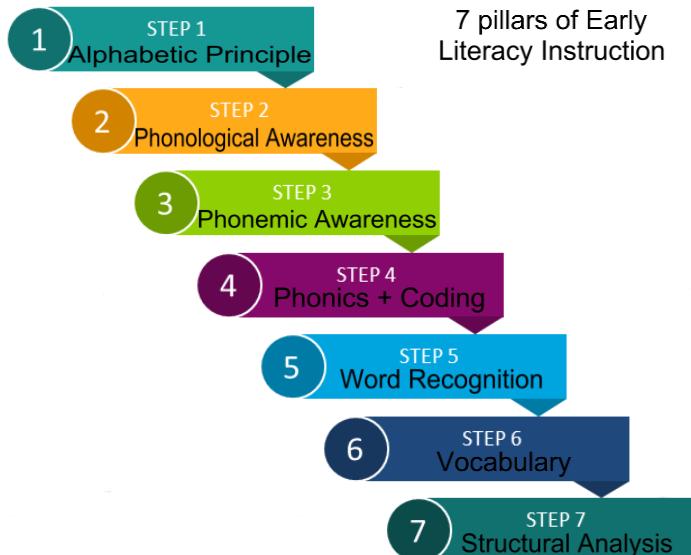 7 pillars of Early
Literacy Instruction
1
STEP 1
Alphabetic Principle
2
STEP 2
Phonological Awareness
3
STEP 3
Phonemic Awareness
4
STEP 4
Phonics + Coding
5
STEP 5
Word Recognition
6
STEP 6
Vocabulary
7
STEP 7
Structural Analysis